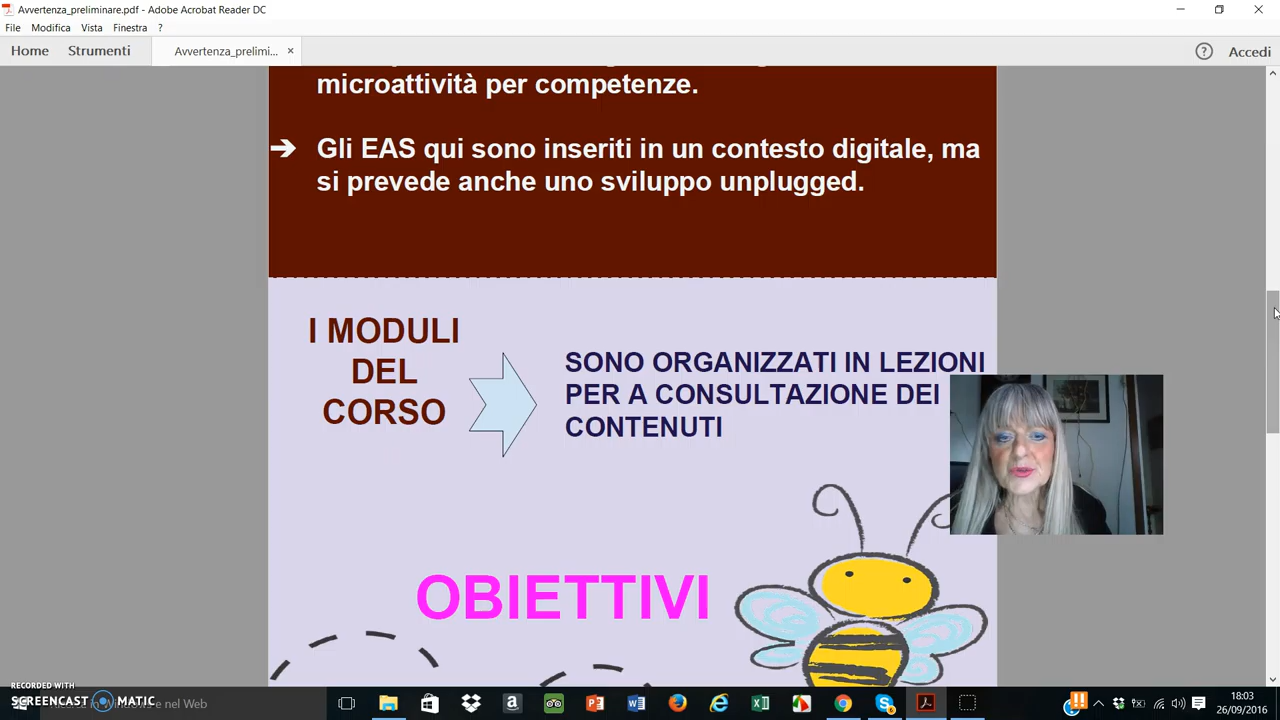 Avvertenza_preliminare.pdf - Adobe Acrobat Reader DC
File Modifica Vista Finestra ?
Home Strumenti Avvertenza_prelimi... × ? Accedi
microattività per competenze.
➔ Gli EAS qui sono inseriti in un contesto digitale, ma
si prevede anche uno sviluppo unplugged.
I MODULI
DEL
CORSO
SONO ORGANIZZATI IN LEZIONI
PER A CONSULTAZIONE DEI
CONTENUTI
OBIETTIVI
RECORDED WITH
SCREENCAST MATIC
nel Web
18:03
26/09/2016